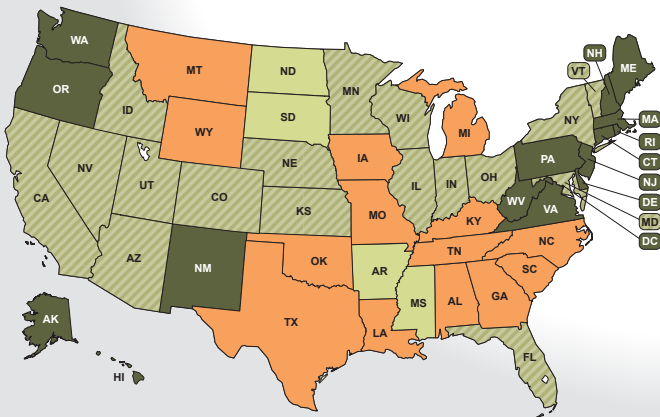 WA
OR
MT
ID
WY
ND
SD
MN
WI
MI
NE
IA
NV
UT
CO
CA
KS
MO
IL
IN
OH
AZ
NM
OK
AR
TX
LA
MS
AL
GA
TN
KY
NC
SC
FL
WV
VA
PA
NY
VT
NH
ME
MA
RI
CT
NJ
DE
MD
DC
AK
HI